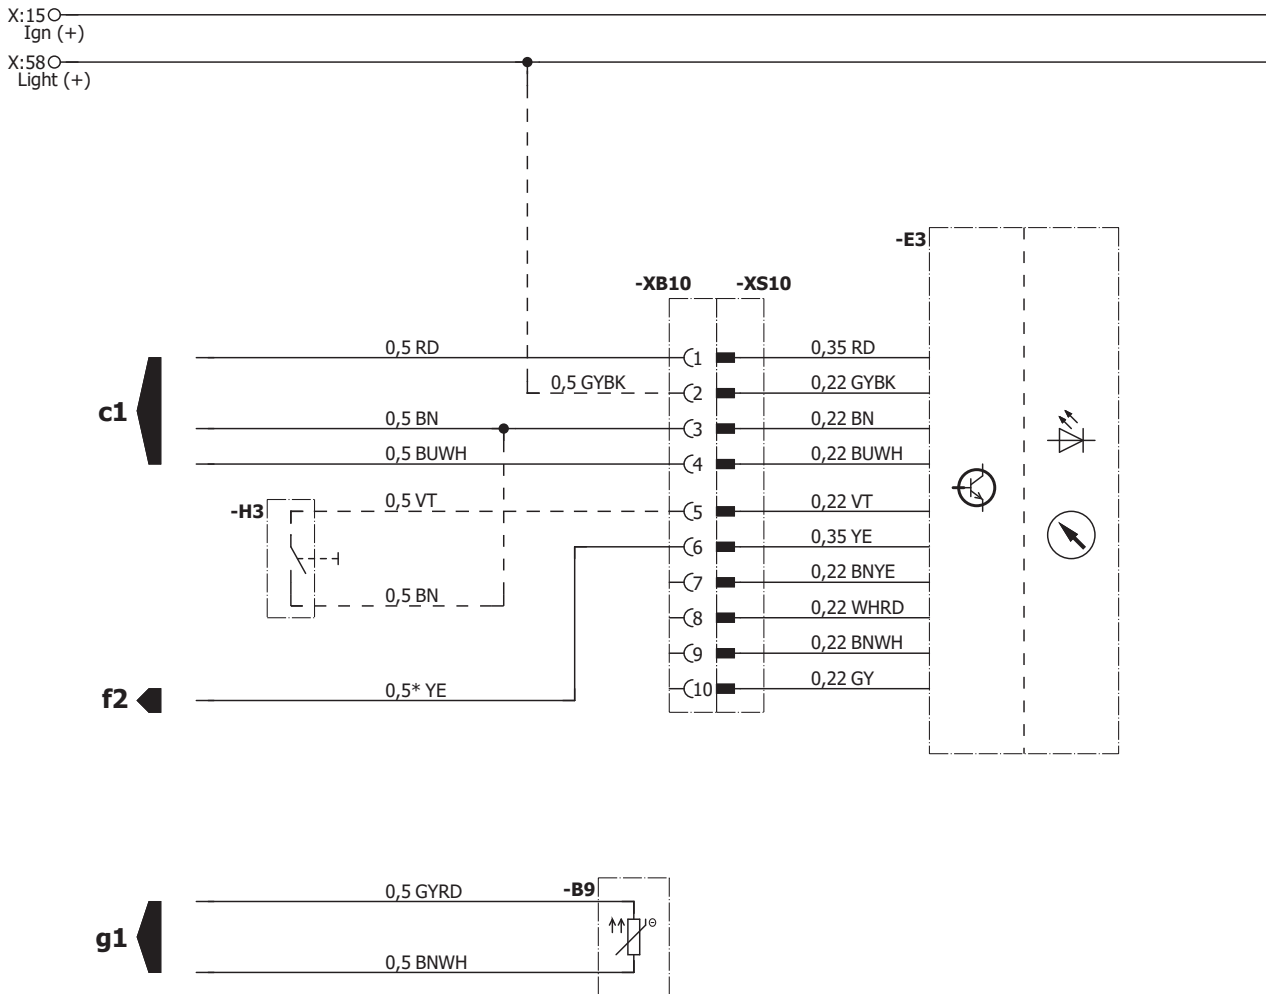 X:15
Ign (+)
X:58
Light (+)
-E3
-XB10 -XS10
0,5 RD 1 0,35 RD
0,5 GYBK 2 0,22 GYBK
c1
0,5 BN 3 0,22 BN
0,5 BUWH 4 0,22 BUWH
-H3 0,5 VT 5 0,22 VT
6 0,35 YE
7 0,22 BNYE
0,5 BN 8 0,22 WHRD
9 0,22 BNWH
f2 0,5* YE 10 0,22 GY
0,5 GYRD -B9
g1
0,5 BNWH